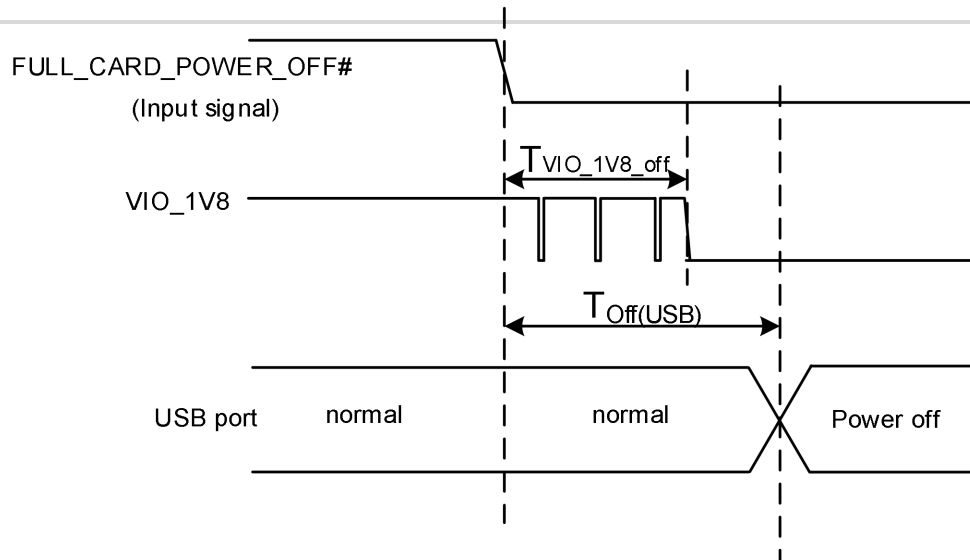 FULL_CARD_POWER_OFF#
(Input signal)
TVIO_1V8_off
VIO_1V8
TOff(USB)
USB port
normal
normal
Power off